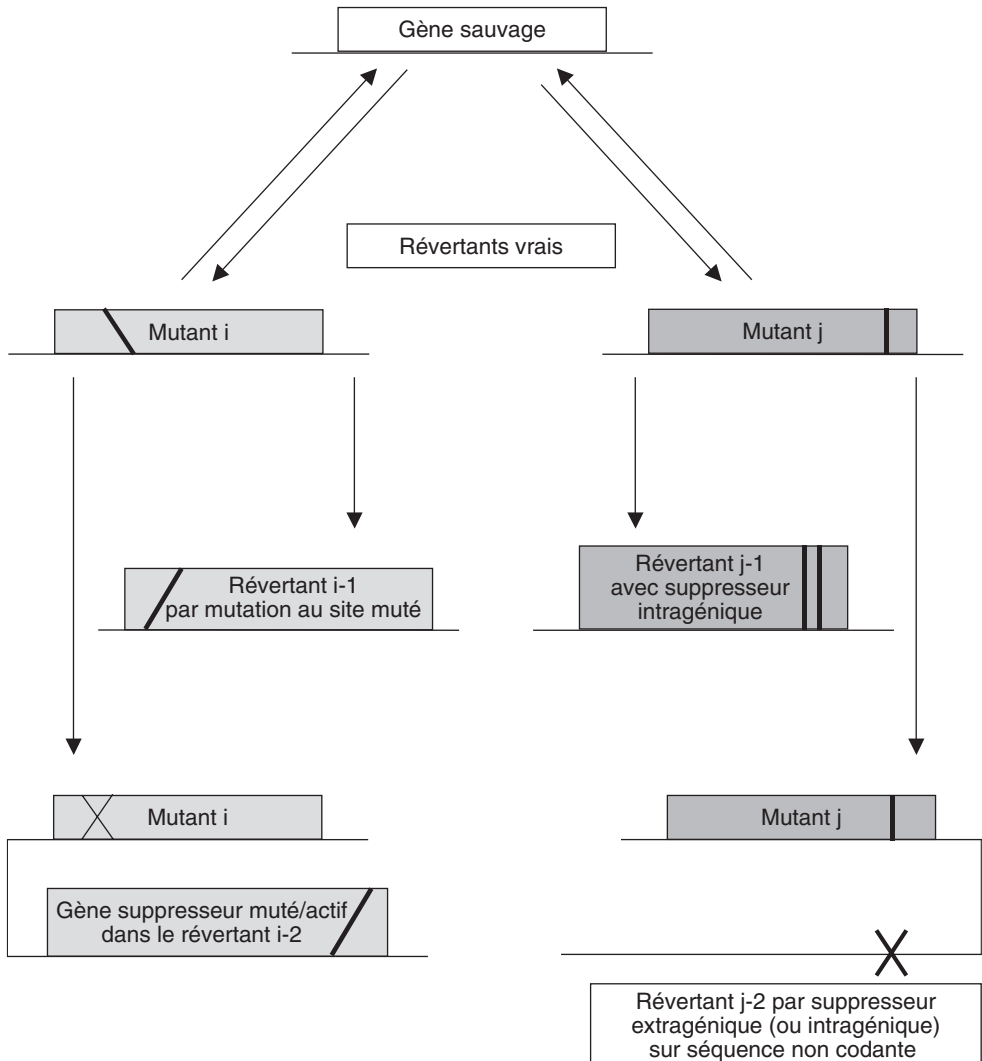 Gène sauvage
Révertants vrais
Mutant i
Mutant j
Révertant i-1
par mutation au site muté
Révertant j-1
avec suppresseur
intragénique
Mutant i
Mutant j
Gène suppresseur muté/actif
dans le révertant i-2
Révertant j-2 par suppresseur
extragénique (ou intragénique)
sur séquence non codante